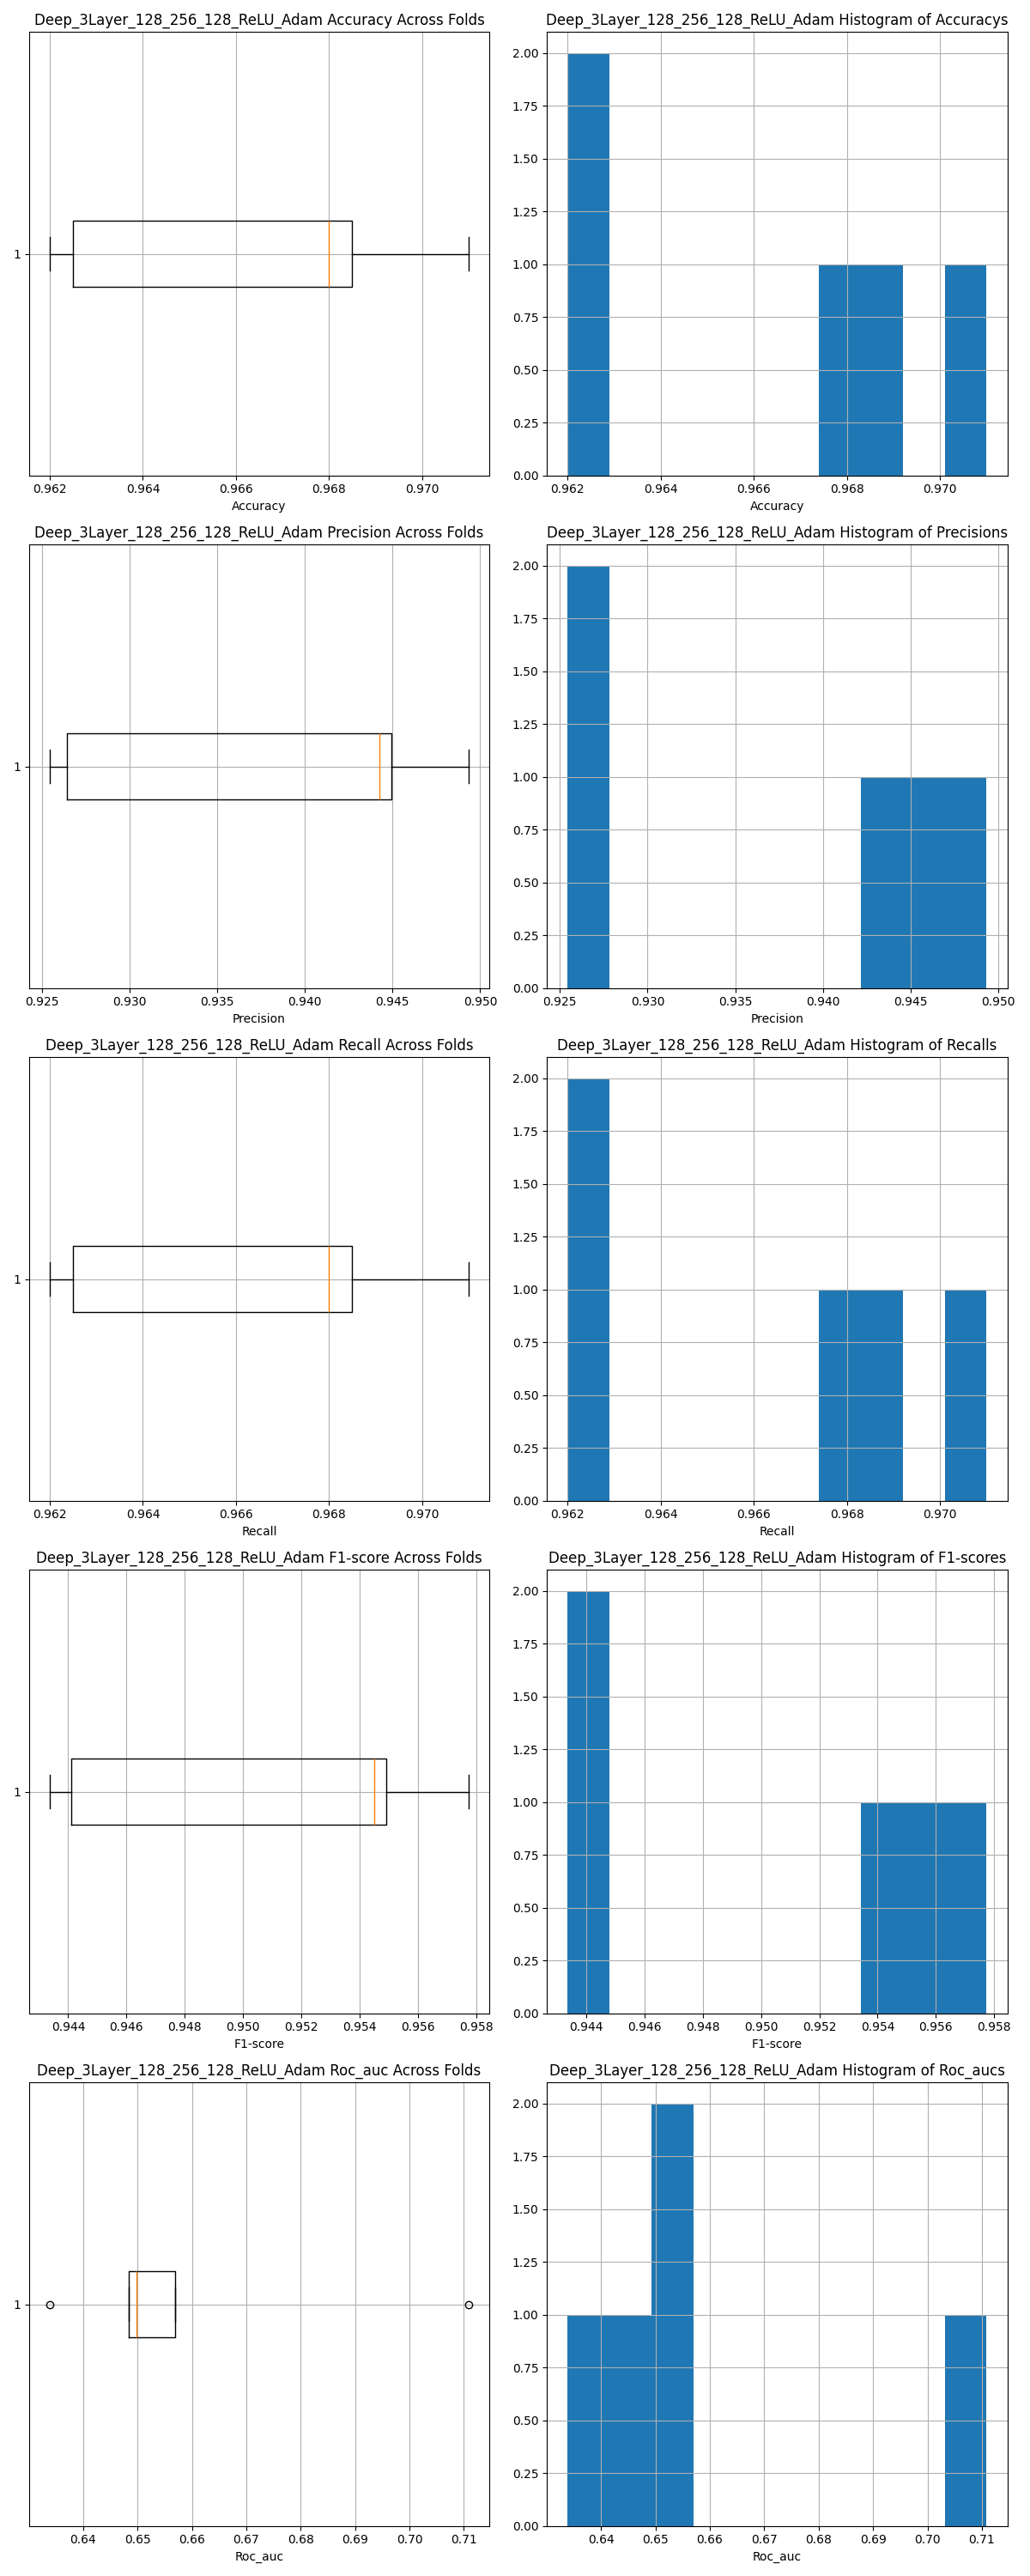 Deep_3Layer_128_256_128_ReLU_Adam Accuracy Across Folds
1
0.962 0.964 0.966 0.968 0.970
Accuracy
Deep_3Layer_128_256_128_ReLU_Adam Histogram of Accuracys
2.00
1.75
1.50
1.25
1.00
0.75
0.50
0.25
0.00
0.962 0.964 0.966 0.968 0.970
Accuracy
Deep_3Layer_128_256_128_ReLU_Adam Precision Across Folds
1
0.925 0.930 0.935 0.940 0.945 0.950
Precision
Deep_3Layer_128_256_128_ReLU_Adam Histogram of Precisions
2.00
1.75
1.50
1.25
1.00
0.75
0.50
0.25
0.00
0.925 0.930 0.935 0.940 0.945 0.950
Precision
Deep_3Layer_128_256_128_ReLU_Adam Recall Across Folds
1
0.962 0.964 0.966 0.968 0.970
Recall
Deep_3Layer_128_256_128_ReLU_Adam Histogram of Recalls
2.00
1.75
1.50
1.25
1.00
0.75
0.50
0.25
0.00
0.962 0.964 0.966 0.968 0.970
Recall
Deep_3Layer_128_256_128_ReLU_Adam F1-score Across Folds
1
0.944 0.946 0.948 0.950 0.952 0.954 0.956 0.958
F1-score
Deep_3Layer_128_256_128_ReLU_Adam Histogram of F1-scores
2.00
1.75
1.50
1.25
1.00
0.75
0.50
0.25
0.00
0.944 0.946 0.948 0.950 0.952 0.954 0.956 0.958
F1-score
Deep_3Layer_128_256_128_ReLU_Adam Roc_auc Across Folds
1
0.64 0.65 0.66 0.67 0.68 0.69 0.70 0.71
Roc_auc
Deep_3Layer_128_256_128_ReLU_Adam Histogram of Roc_aucs
2.00
1.75
1.50
1.25
1.00
0.75
0.50
0.25
0.00
0.64 0.65 0.66 0.67 0.68 0.69 0.70 0.71
Roc_auc